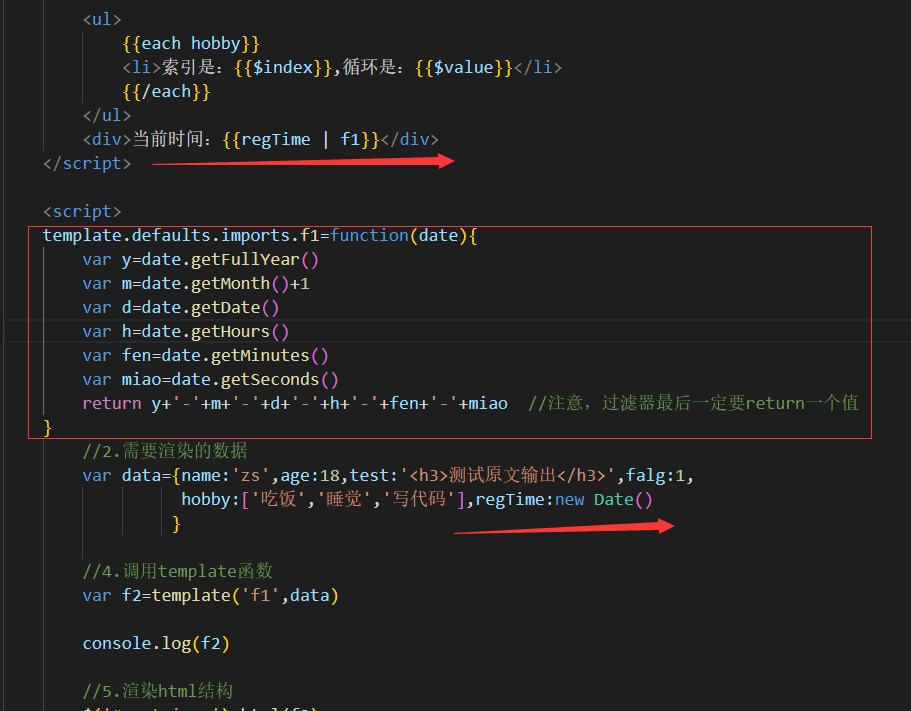 <ul>
{{each hobby}}
<li>索引是：{{$index}},循环是：{{$value}}</li>
{{/each}}
</ul>
<div>当前时间：{{regTime | f1}}</div>
</script>
<script>
template.defaults.imports.f1=function(date){
var y=date.getFullYear()
var m=date.getMonth()+1
var d=date.getDate()
var h=date.getHours()
var fen=date.getMinutes()
var miao=date.getSeconds()
return y+'-'+m+'-'+d+'-'+h+'-'+fen+'-'+miao //注意，过滤器最后一定要return一个值
}
//2.需要渲染的数据
var data={name:'zs',age:18,test:'<h3>测试原文输出</h3>',falg:1,
hobby:['吃饭','睡觉','写代码'],regTime:new Date()
}
//4.调用template函数
var f2=template('f1',data)
console.log(f2)
//5.渲染html结构